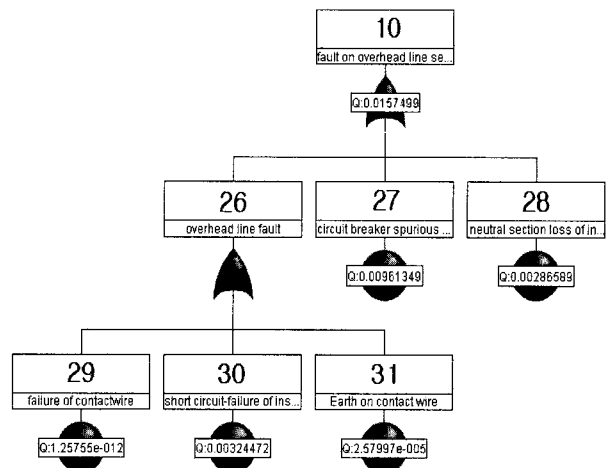 10
fault on overhead line se...
Q:0.0157499
26
overhead line fault
27
circuit breaker spurious ...
28
neutral section loss of in...
Q:0.00961349
Q:0.00286589
29
failure of contactwire
30
short circuit-failure of ins...
31
Earth on contact wire
Q:1.25755e-012
Q:0.00324472
Q:2.57997e-005